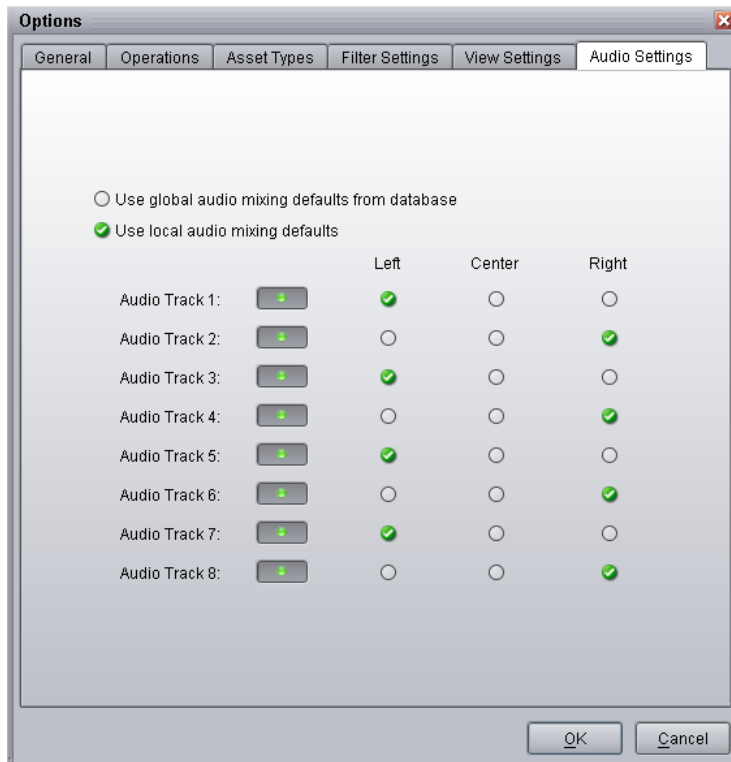 Options
General Operations Asset Types Filter Settings View Settings Audio Settings
Use global audio mixing defaults from database
Use local audio mixing defaults
Left Center Right
Audio Track 1:
Audio Track 2:
Audio Track 3:
Audio Track 4:
Audio Track 5:
Audio Track 6:
Audio Track 7:
Audio Track 8:
OK Cancel